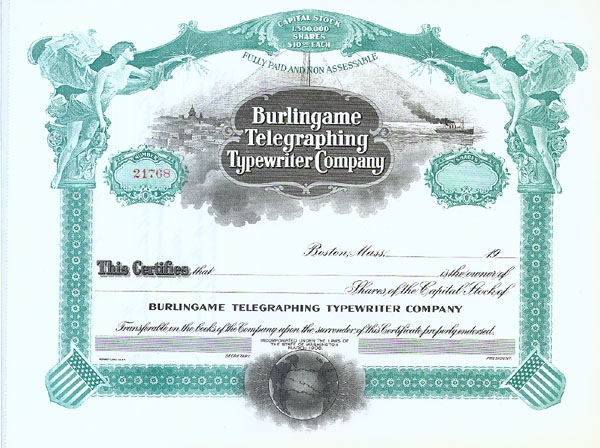 CAPITAL STOCK
1,500,000
SHARES
$10.00 EACH
FULLY PAID AND NON ASSESSABLE
Burlingame
Telegraphing
Typewriter Company
NUMBER
21768
SHARES
Boston, Mass. 19
This Certifies that is the owner of
Shares, of the Capital Stock of
BURLINGAME TELEGRAPHING TYPEWRITER COMPANY
Transferable on the books of the Company upon the surrender of this Certificate properly endorsed.
INCORPORATED UNDER THE LAWS OF
THE STATE OF WASHINGTON
MARCH, 1906
SECRETARY
PRESIDENT.